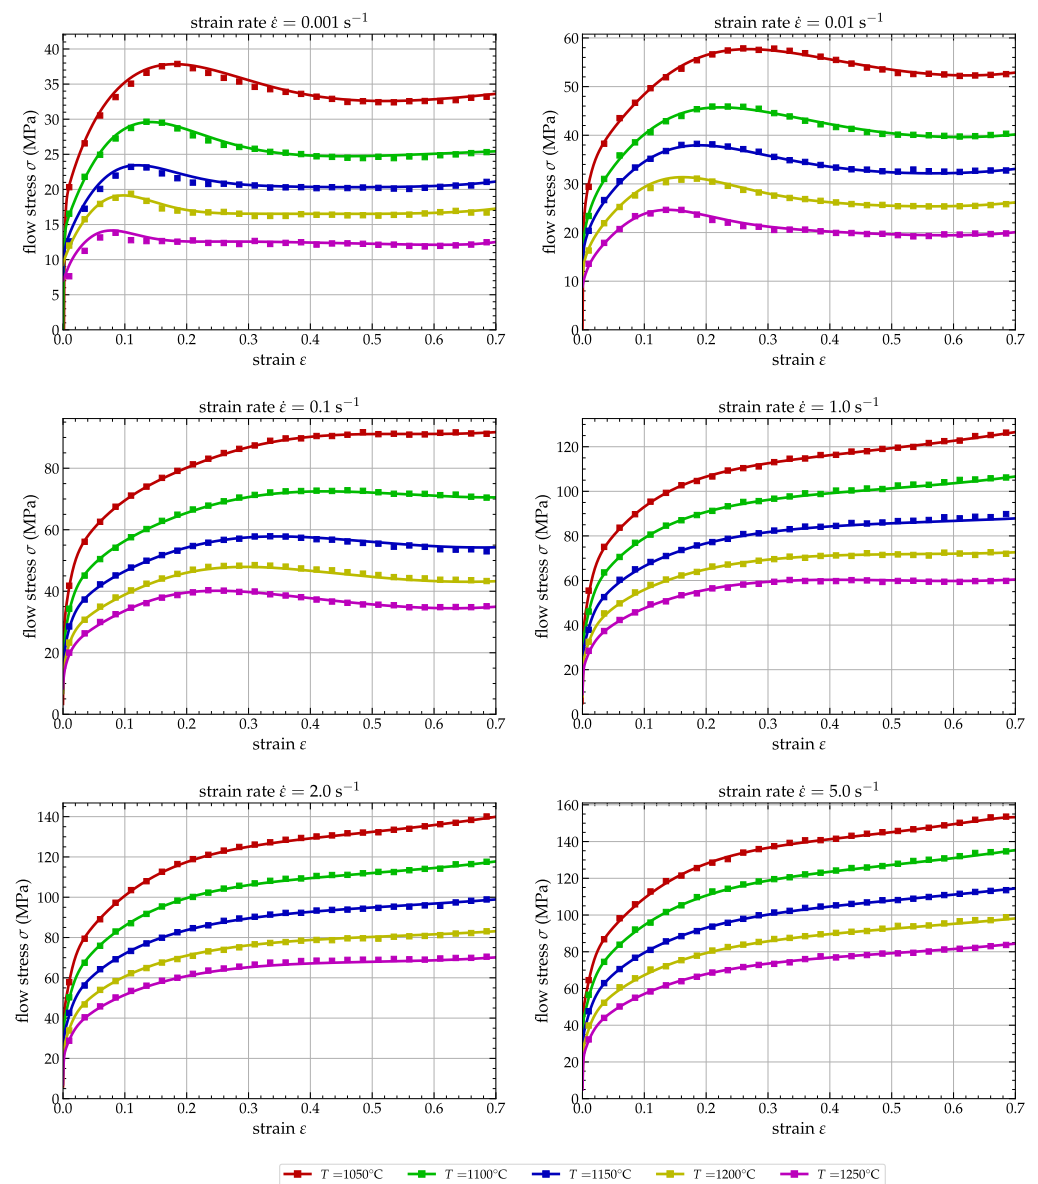 strain rate ε̇ = 0.001 s⁻¹
flow stress σ (MPa)
40
35
30
25
20
15
10
5
0
0.0 0.1 0.2 0.3 0.4 0.5 0.6 0.7
strain ε
strain rate ε̇ = 0.01 s⁻¹
flow stress σ (MPa)
60
50
40
30
20
10
0
0.0 0.1 0.2 0.3 0.4 0.5 0.6 0.7
strain ε
strain rate ε̇ = 0.1 s⁻¹
flow stress σ (MPa)
80
60
40
20
0
0.0 0.1 0.2 0.3 0.4 0.5 0.6 0.7
strain ε
strain rate ε̇ = 1.0 s⁻¹
flow stress σ (MPa)
120
100
80
60
40
20
0
0.0 0.1 0.2 0.3 0.4 0.5 0.6 0.7
strain ε
strain rate ε̇ = 2.0 s⁻¹
flow stress σ (MPa)
140
120
100
80
60
40
20
0
0.0 0.1 0.2 0.3 0.4 0.5 0.6 0.7
strain ε
strain rate ε̇ = 5.0 s⁻¹
flow stress σ (MPa)
160
140
120
100
80
60
40
20
0
0.0 0.1 0.2 0.3 0.4 0.5 0.6 0.7
strain ε
T =1050°C T =1100°C T =1150°C T =1200°C T =1250°C